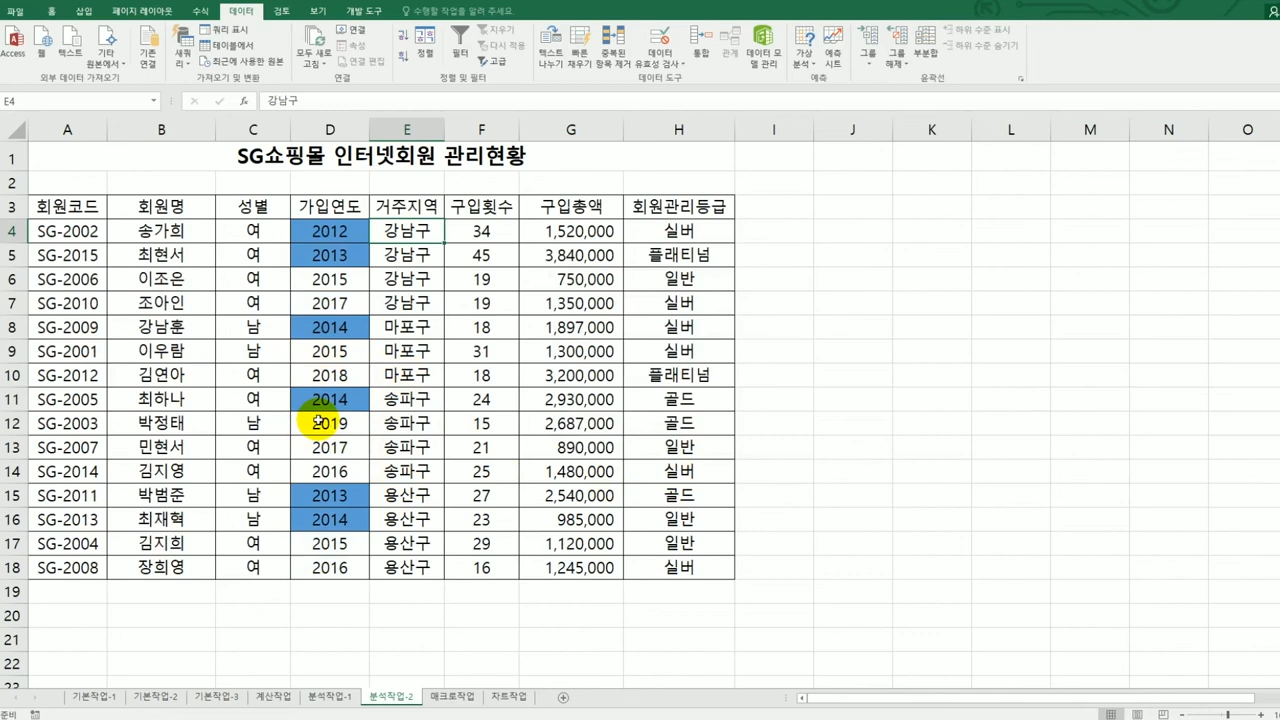 파일 홈 삽입 페이지 레이아웃 수식 데이터 검토 보기 개발 도구 수행할 작업을 알려 주세요.
Access 웹 텍스트 기타 원본에서 기존 연결 새쿼리 쿼리 표시 테이블에서 최근에 사용한 원본 모두 새로 고침 연결 속성 연결 편집 정렬 필터 지우기 다시 적용 고급 텍스트 나누기 빠른 채우기 중복된 항목 제거 데이터 유효성 검사 통합 관계 데이터 모델 관리 가상 분석 예측 시트 그룹 그룹 해제 부분합 하위 수준 표시 하위 수준 숨기기
외부 데이터 가져오기 가져오기 및 변환 연결 정렬 및 필터 데이터 도구 예측 윤곽선
E4 fx 강남구
A B C D E F G H I J K L M N O
1 SG쇼핑몰 인터넷회원 관리현황
2
3 회원코드 회원명 성별 가입연도 거주지역 구입횟수 구입총액 회원관리등급
4 SG-2002 송가희 여 2012 강남구 34 1,520,000 실버
5 SG-2015 최현서 여 2013 강남구 45 3,840,000 플래티넘
6 SG-2006 이조은 여 2015 강남구 19 750,000 일반
7 SG-2010 조아인 여 2017 강남구 19 1,350,000 실버
8 SG-2009 강남훈 남 2014 마포구 18 1,897,000 실버
9 SG-2001 이우람 남 2015 마포구 31 1,300,000 실버
10 SG-2012 김연아 여 2018 마포구 18 3,200,000 플래티넘
11 SG-2005 최하나 여 2014 송파구 24 2,930,000 골드
12 SG-2003 박정태 남 2019 송파구 15 2,687,000 골드
13 SG-2007 민현서 여 2017 송파구 21 890,000 일반
14 SG-2014 김지영 여 2016 송파구 25 1,480,000 실버
15 SG-2011 박범준 남 2013 용산구 27 2,540,000 골드
16 SG-2013 최재혁 남 2014 용산구 23 985,000 일반
17 SG-2004 김지희 여 2015 용산구 29 1,120,000 일반
18 SG-2008 장희영 여 2016 용산구 16 1,245,000 실버
19
20
21
22
23
기본작업-1 기본작업-2 기본작업-3 계산작업 분석작업-1 분석작업-2 매크로작업 차트작업
준비